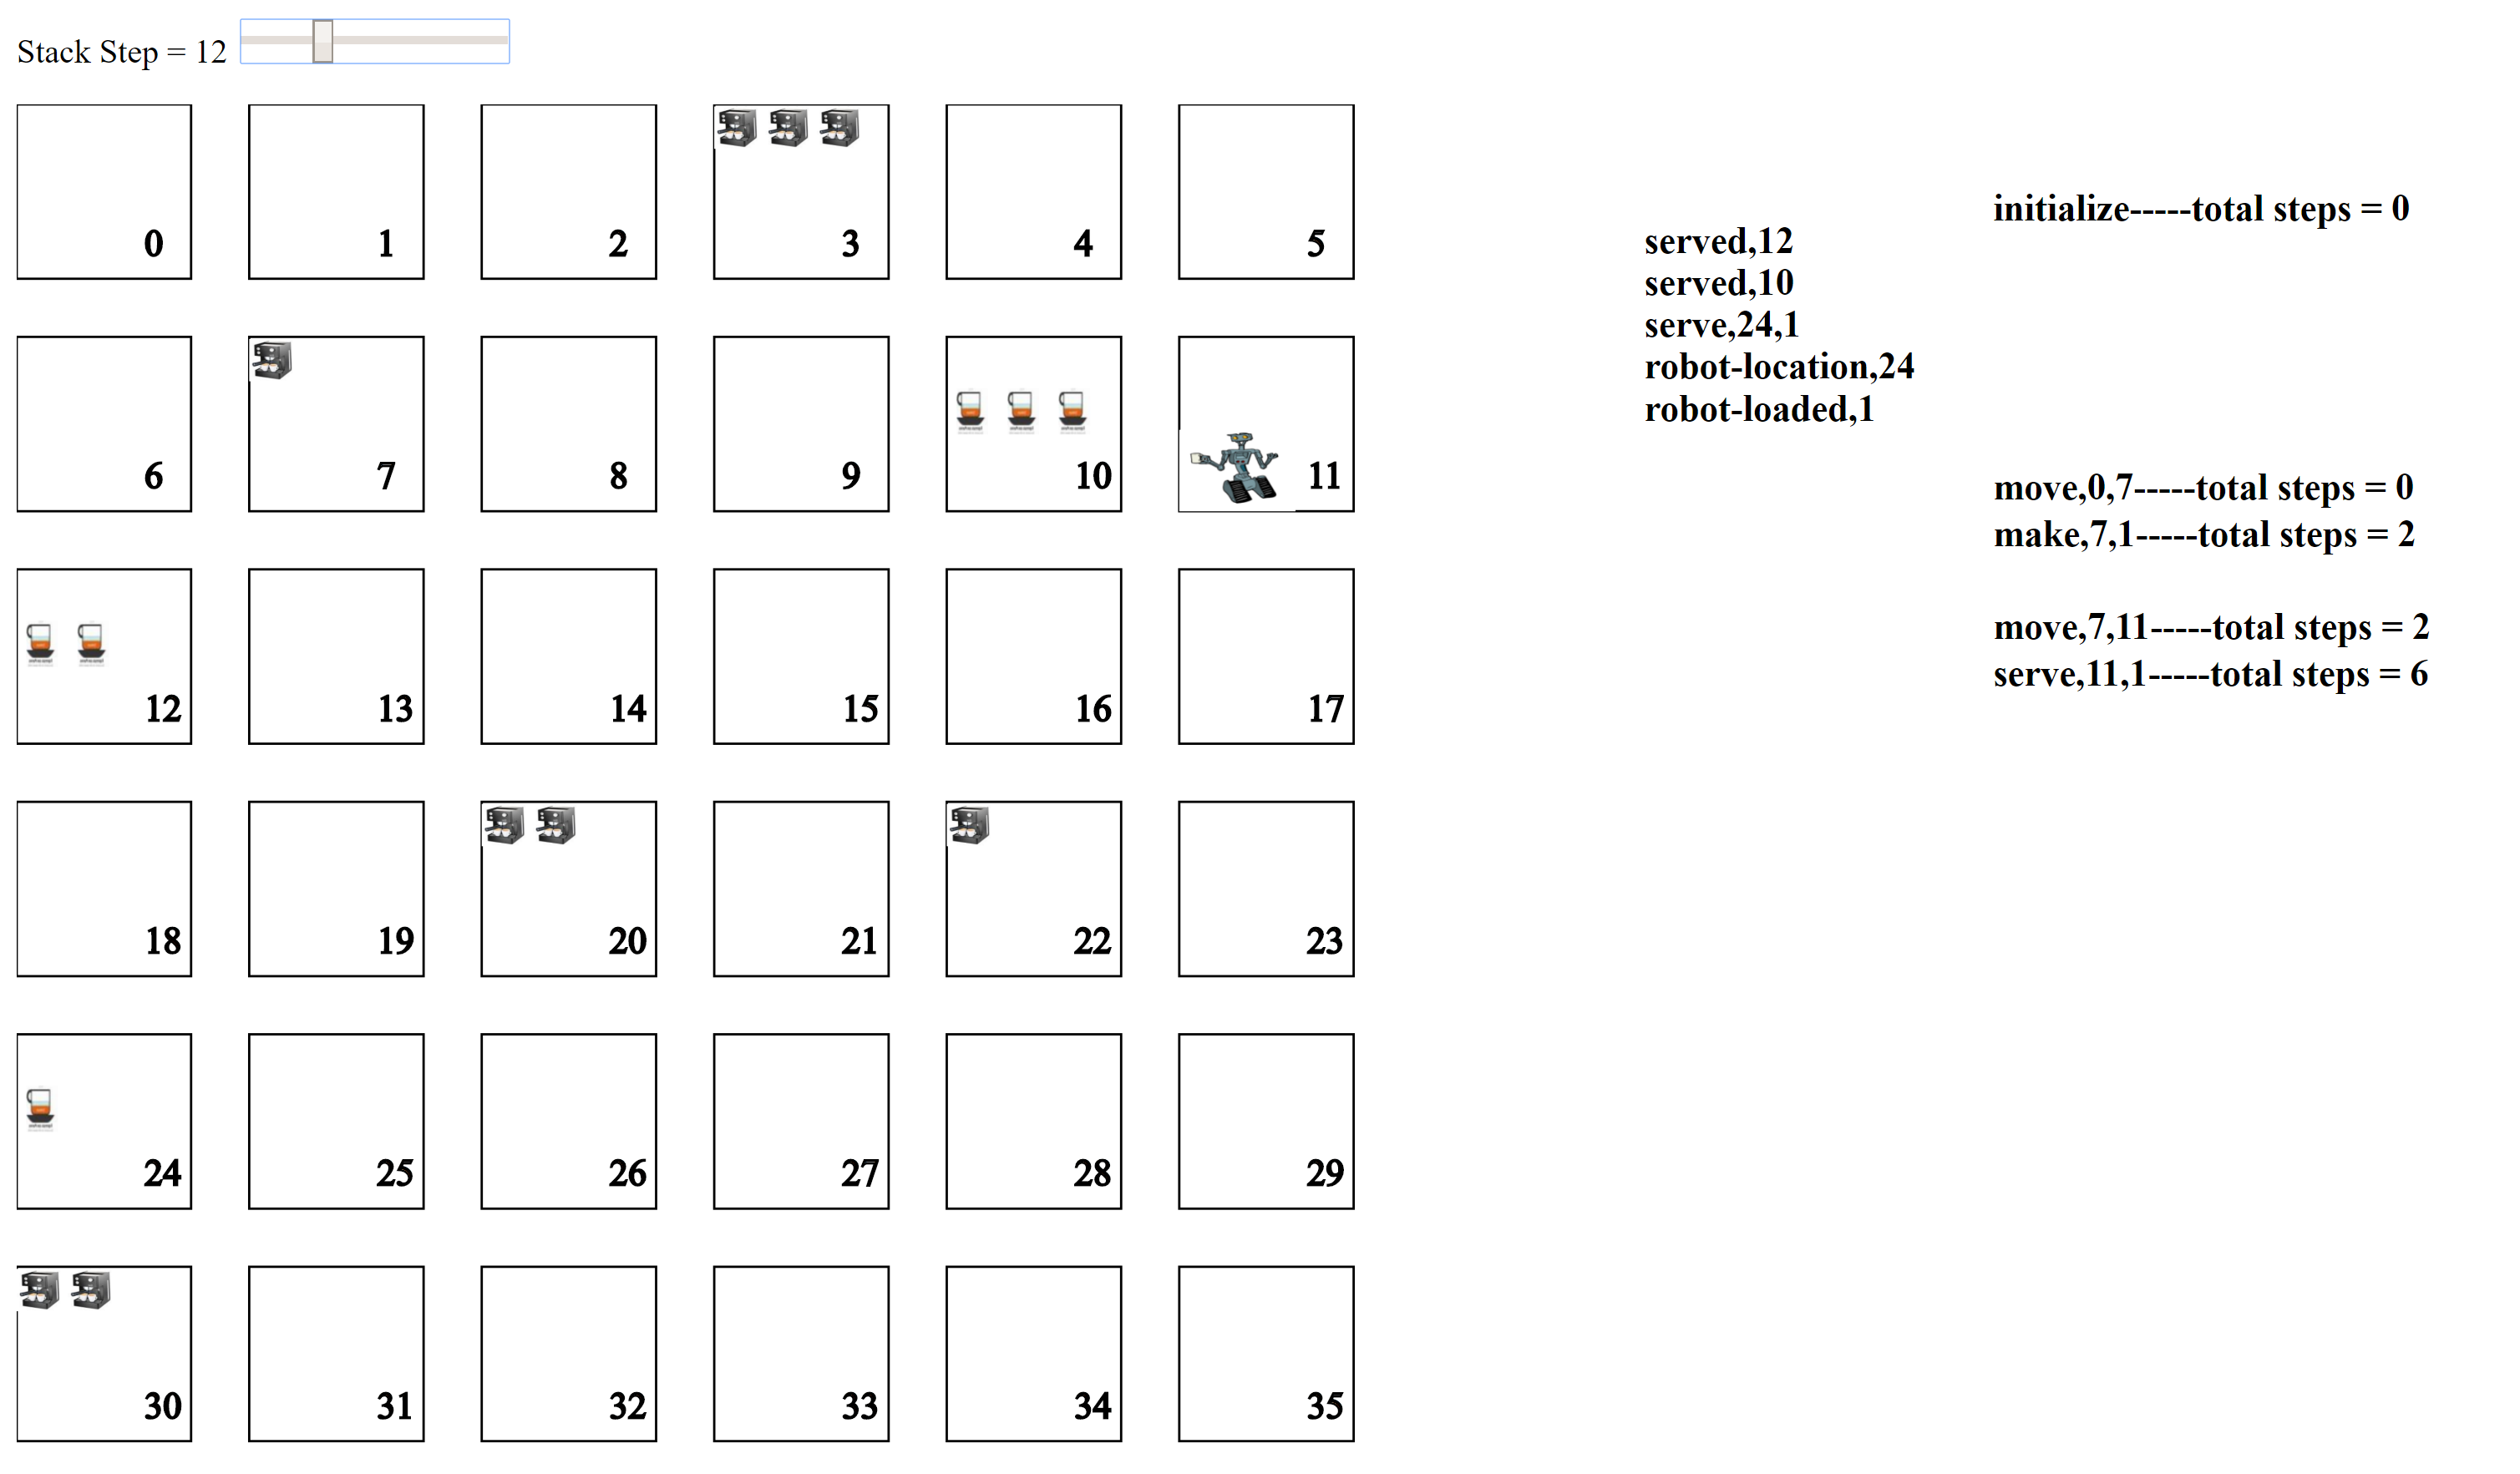 Stack Step = 12
0 1 2 3 4 5
6 7 8 9 10 11
12 13 14 15 16 17
18 19 20 21 22 23
24 25 26 27 28 29
30 31 32 33 34 35
served,12
served,10
serve,24,1
robot-location,24
robot-loaded,1
initialize-----total steps = 0
move,0,7-----total steps = 0
make,7,1-----total steps = 2
move,7,11-----total steps = 2
serve,11,1-----total steps = 6